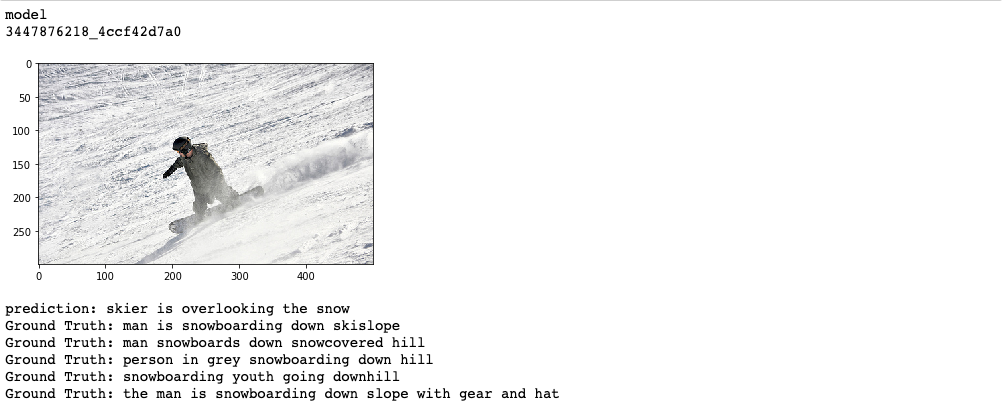 model
3447876218_4ccf42d7a0
0
50
100
150
200
250
0 100 200 300 400
prediction: skier is overlooking the snow
Ground Truth: man is snowboarding down skislope
Ground Truth: man snowboards down snowcovered hill
Ground Truth: person in grey snowboarding down hill
Ground Truth: snowboarding youth going downhill
Ground Truth: the man is snowboarding down slope with gear and hat